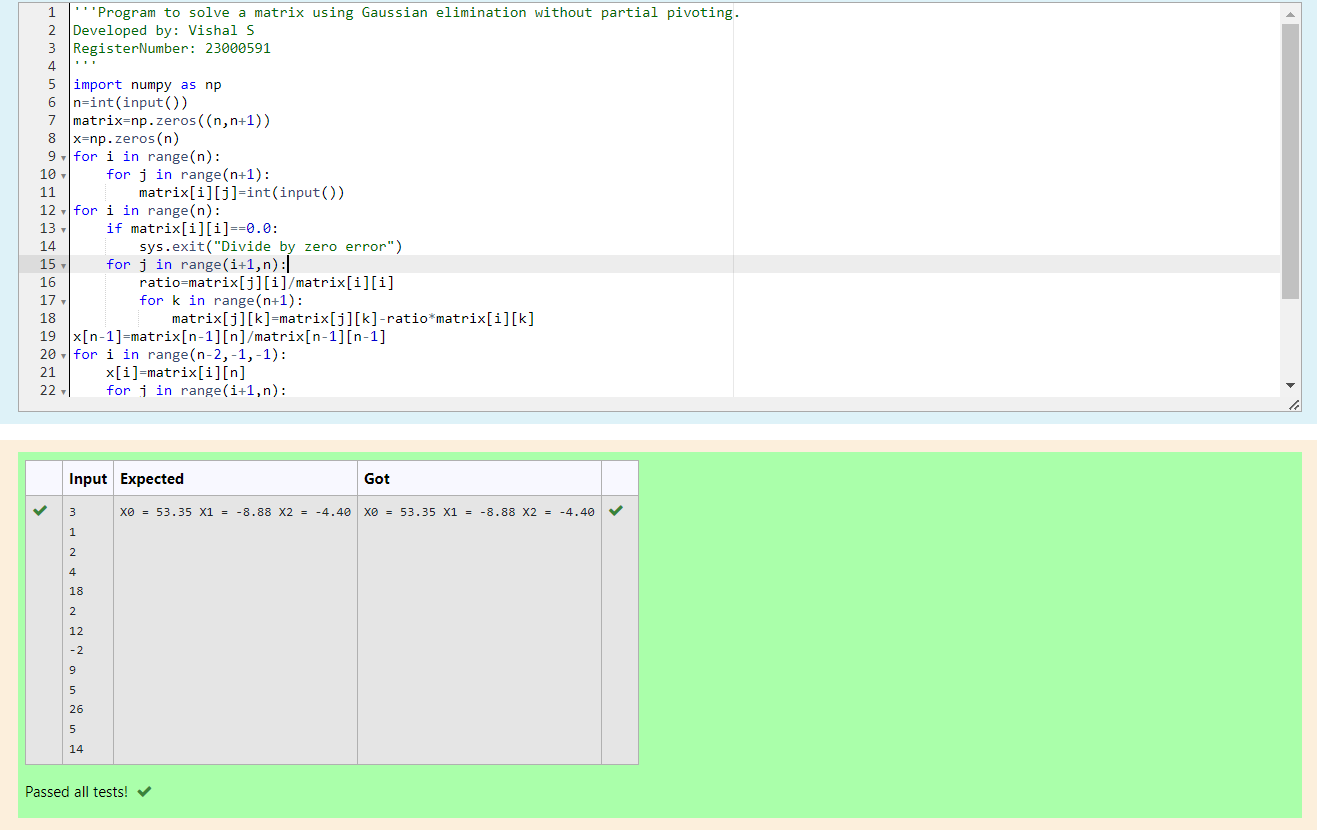 1 '''Program to solve a matrix using Gaussian elimination without partial pivoting.
2 Developed by: Vishal S
3 RegisterNumber: 23000591
4 '''
5 import numpy as np
6 n=int(input())
7 matrix=np.zeros((n,n+1))
8 x=np.zeros(n)
9 for i in range(n):
10     for j in range(n+1):
11         matrix[i][j]=int(input())
12 for i in range(n):
13     if matrix[i][i]==0.0:
14         sys.exit("Divide by zero error")
15     for j in range(i+1,n):
16         ratio=matrix[j][i]/matrix[i][i]
17         for k in range(n+1):
18             matrix[j][k]=matrix[j][k]-ratio*matrix[i][k]
19 x[n-1]=matrix[n-1][n]/matrix[n-1][n-1]
20 for i in range(n-2,-1,-1):
21     x[i]=matrix[i][n]
22     for j in range(i+1,n):
Input Expected Got
3 X0 = 53.35 X1 = -8.88 X2 = -4.40 X0 = 53.35 X1 = -8.88 X2 = -4.40
1
2
4
18
2
12
-2
9
5
26
5
14
Passed all tests!